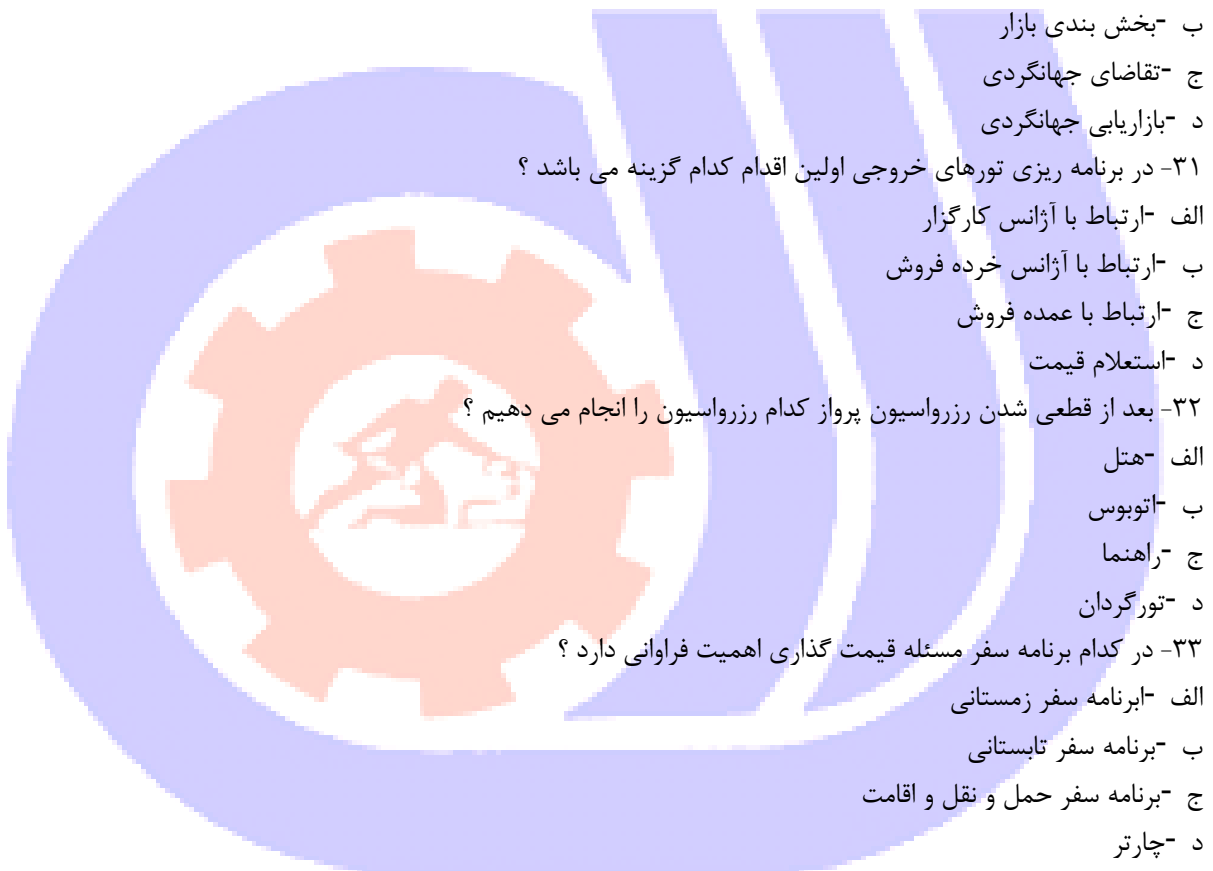 ب -بخش بندی بازار
ج -تقاضای جهانگردی
د -بازاریابی جهانگردی
۳۱- در برنامه ریزی تورهای خروجی اولین اقدام کدام گزینه می باشد ؟
الف -ارتباط با آژانس کارگزار
ب -ارتباط با آژانس خرده فروش
ج -ارتباط با عمده فروش
د -استعلام قیمت
۳۲- بعد از قطعی شدن رزرواسیون پرواز کدام رزرواسیون را انجام می دهیم ؟
الف -هتل
ب -اتوبوس
ج -راهنما
د -تورگردان
۳۳- در کدام برنامه سفر مسئله قیمت گذاری اهمیت فراوانی دارد ؟
الف -ابرنامه سفر زمستانی
ب -برنامه سفر تابستانی
ج -برنامه سفر حمل و نقل و اقامت
د -چارتر